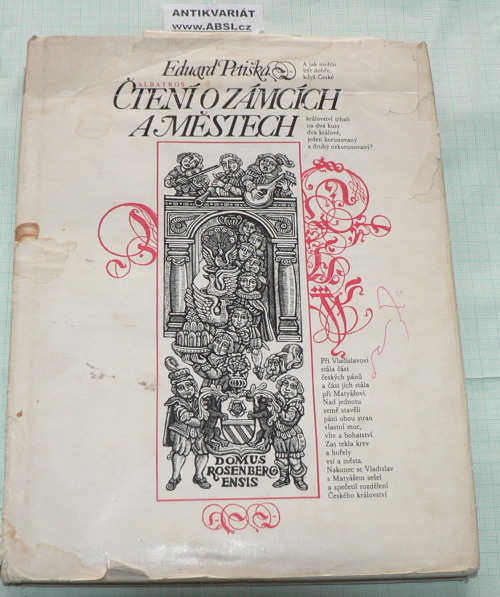 ANTIKVARIÁT
www.ABSI.cz
Eduard Petiška
ALBATROS
ČTENÍ O ZÁMCÍCH
A MĚSTECH
A jak mohlo
být dobře,
když České
království trhali
na dva kusy
dva králové,
jeden korunovaný
a druhý nekorunovaný?
DOMUS
ROSENBERG
ENSIS
Při Vladislavovi
stála část
českých pánů
a část jich stála
při Matyášovi.
Nad jednotu
země stavěli
páni obou stran
vlastní moc,
vliv a bohatství.
Zas tekla krev
a hořely
vsi a města.
Nakonec se Vladislav
s Matyášem sešel
a zpečetil rozdělení
Českého království